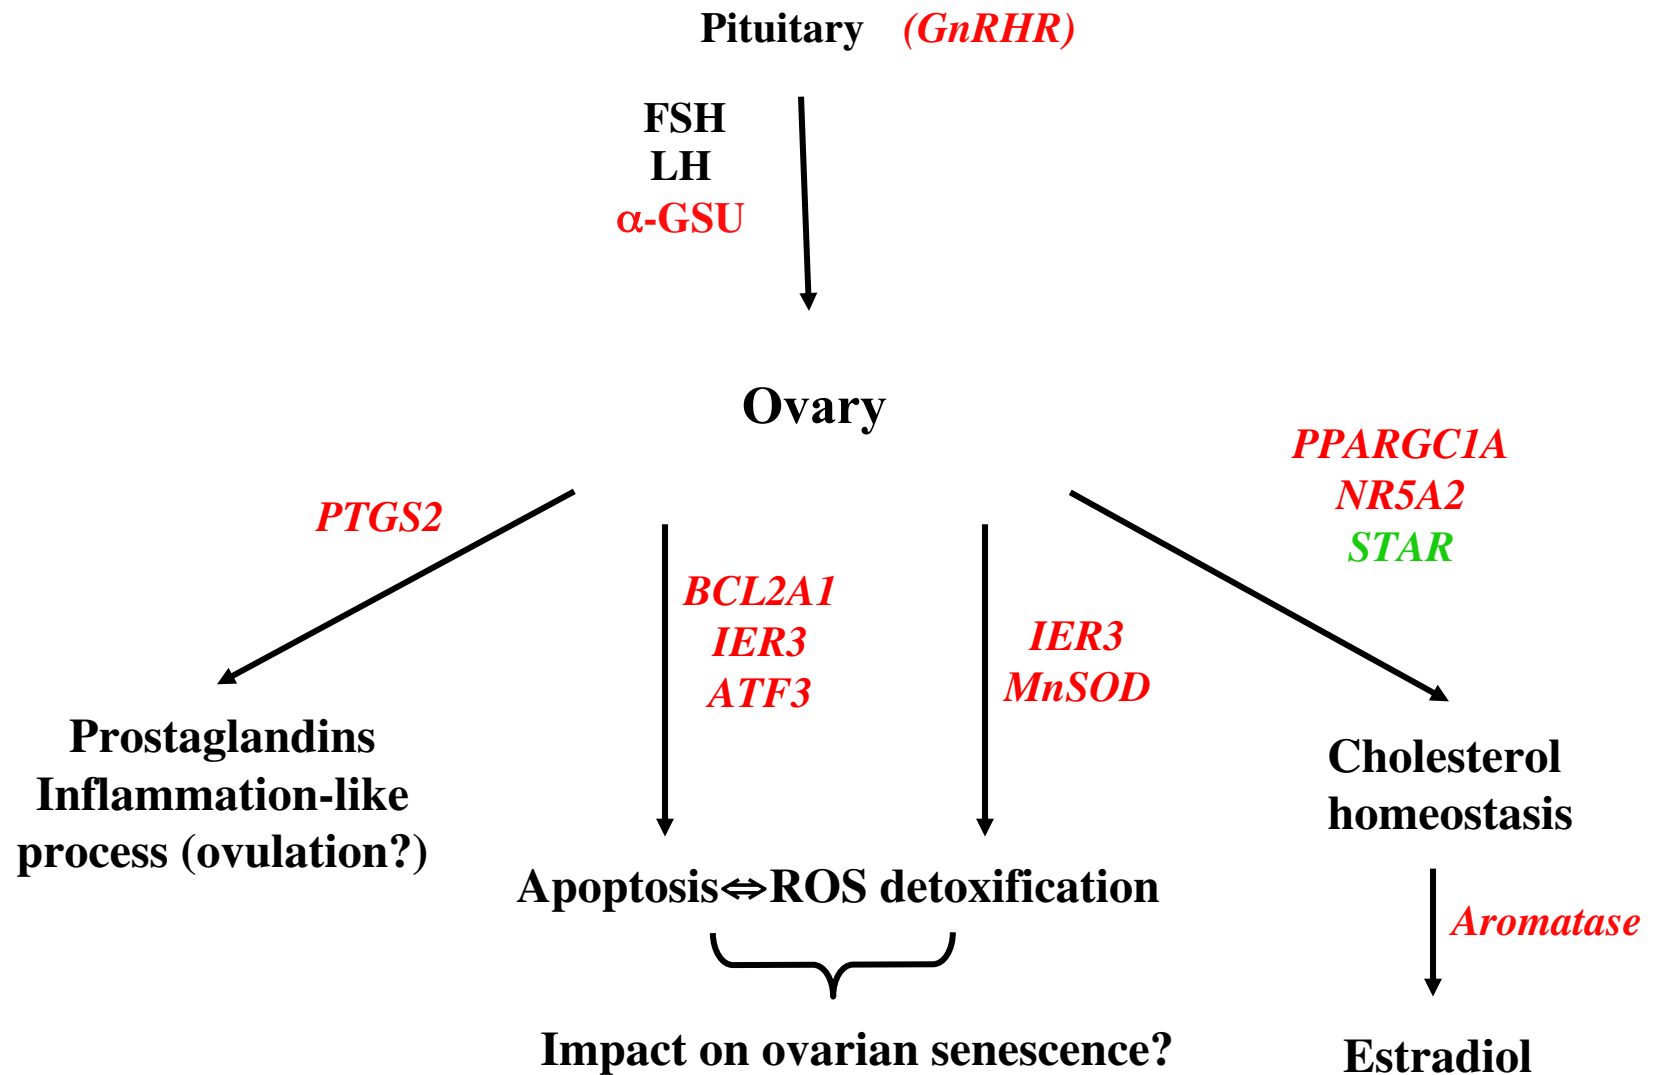 Pituitary (GnRHR)
FSH
LH
α-GSU
Ovary
PTGS2
PPARGC1A
NR5A2
STAR
BCL2A1
IER3
ATF3
IER3
MnSOD
Prostaglandins
Inflammation-like
process (ovulation?)
Cholesterol
homeostasis
Apoptosis⇔ROS detoxification
Aromatase
Impact on ovarian senescence?
Estradiol